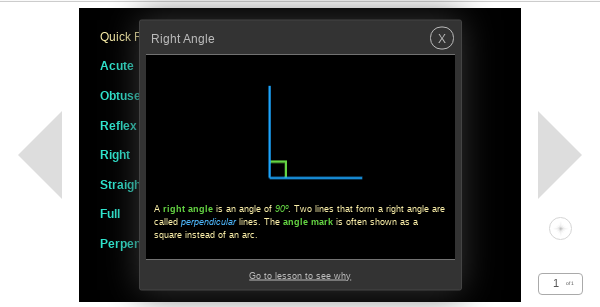 Quick
Acute
Obtuse
Reflex
Right
Straigh
Full
Perpen
Right Angle
X
A right angle is an angle of 90º. Two lines that form a right angle are
called perpendicular lines. The angle mark is often shown as a
square instead of an arc.
Go to lesson to see why
1 of 1